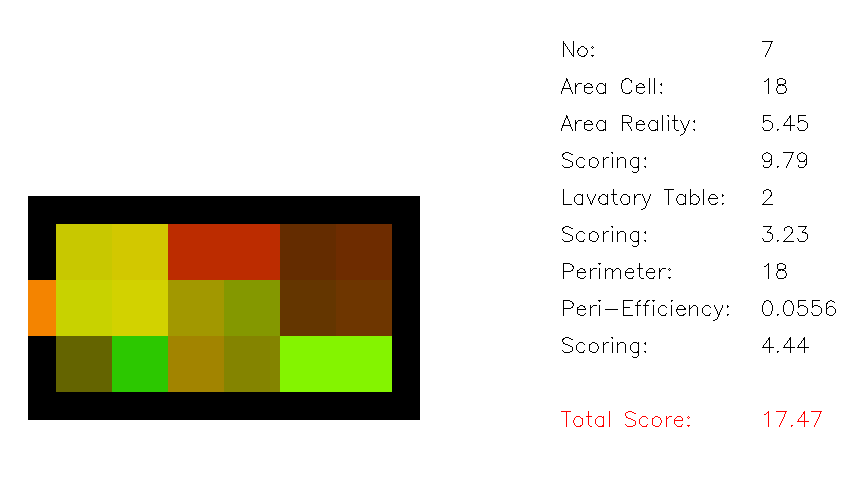 No: 7
Area Cell: 18
Area Reality: 5.45
Scoring: 9.79
Lavatory Table: 2
Scoring: 3.23
Perimeter: 18
Peri-Efficiency: 0.0556
Scoring: 4.44
Total Score: 17.47